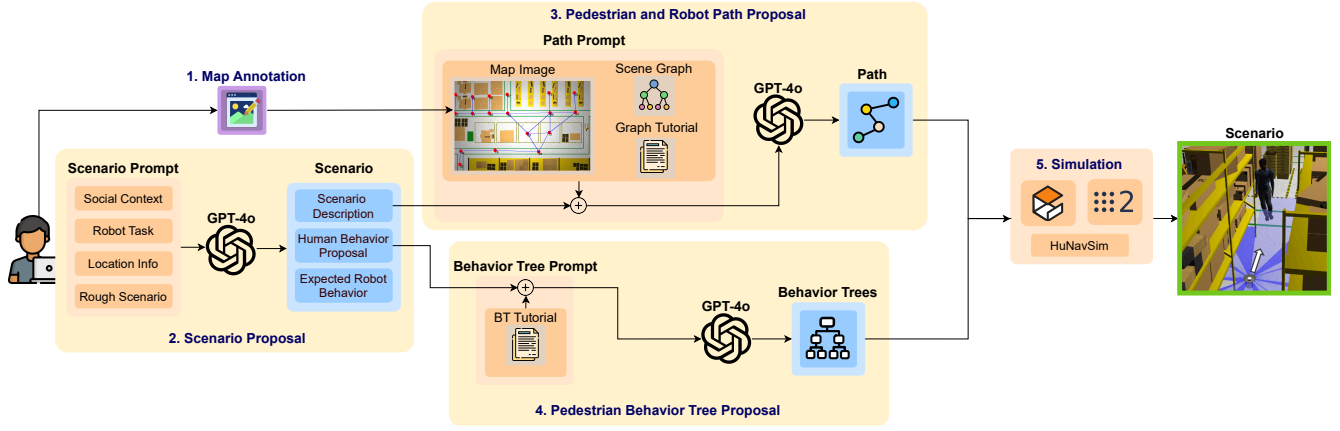 3. Pedestrian and Robot Path Proposal
Path Prompt
1. Map Annotation
Map Image
Scene Graph
Graph Tutorial
GPT-4o
Path
Scenario Prompt
Social Context
Robot Task
Location Info
Rough Scenario
GPT-4o
Scenario
Scenario
Description
Human Behavior
Proposal
Expected Robot
Behavior
2. Scenario Proposal
Behavior Tree Prompt
BT Tutorial
GPT-4o
Behavior Trees
4. Pedestrian Behavior Tree Proposal
5. Simulation
2
HuNavSim
Scenario